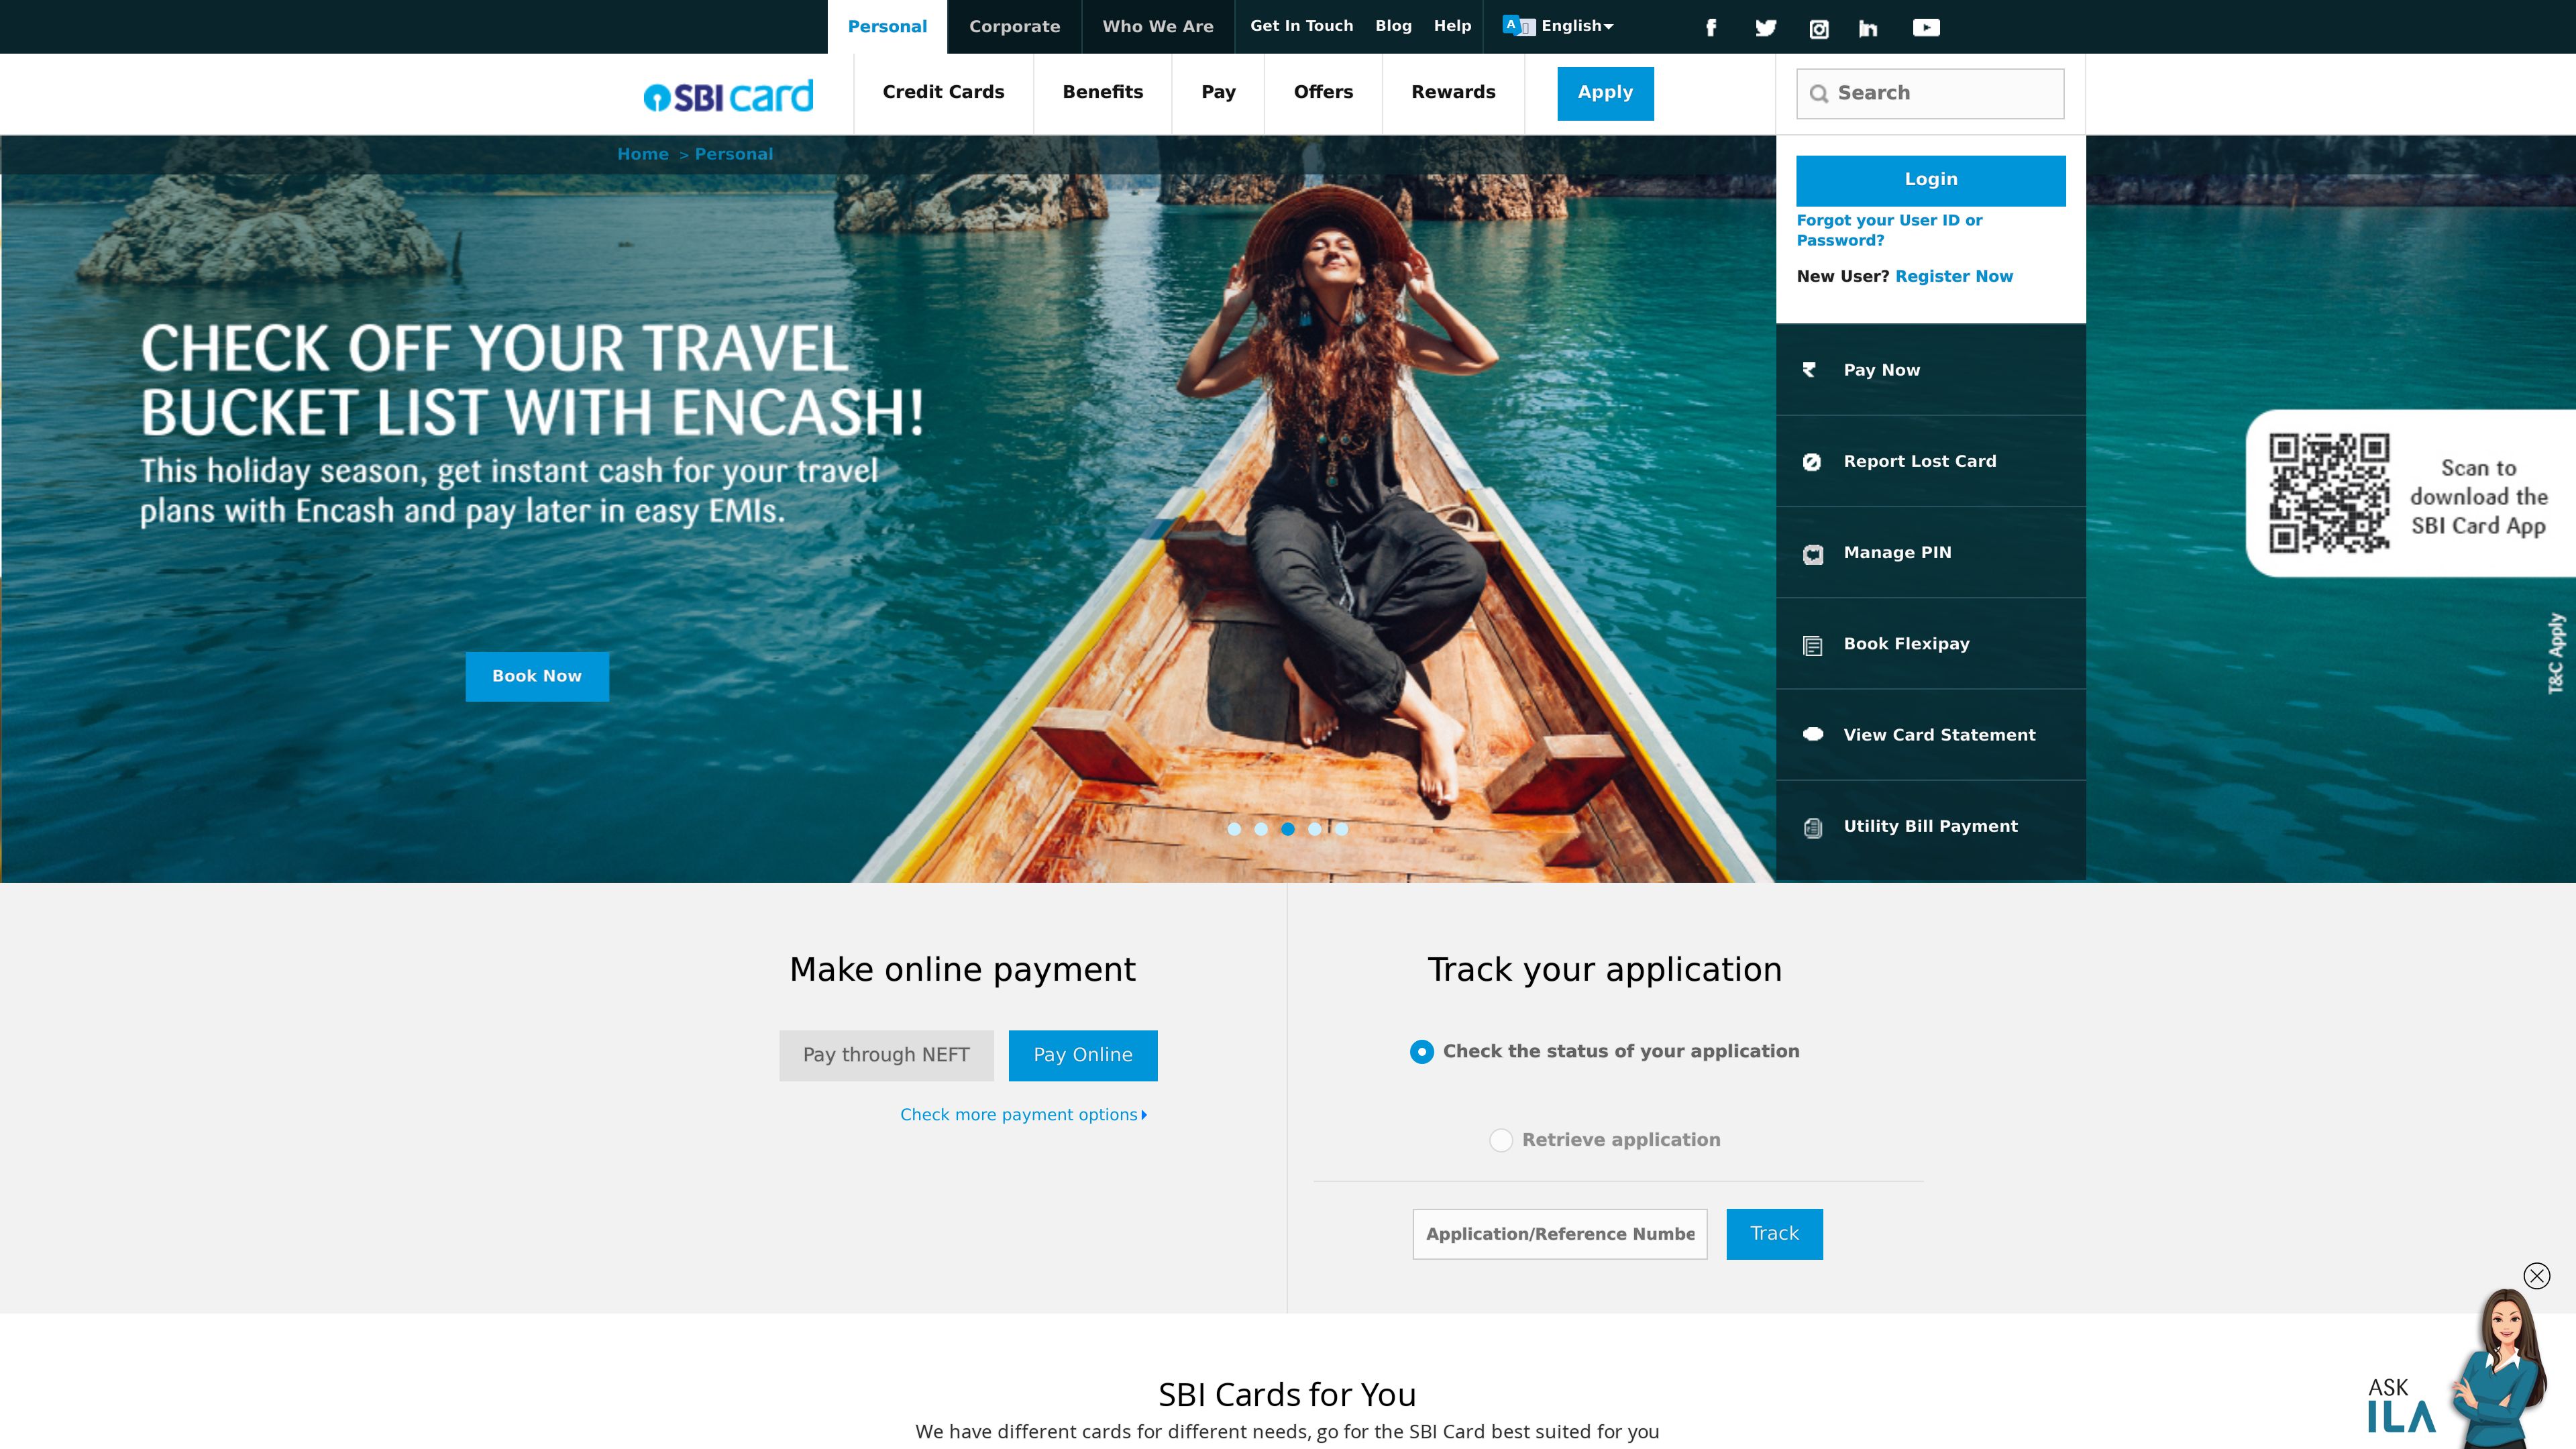 Personal
Corporate
Who We Are
Get In Touch
Blog
Help
A
English
SBI card
Credit Cards
Benefits
Pay
Offers
Rewards
Apply
Search
Home > Personal
Login
Forgot your User ID or
Password?
New User? Register Now
CHECK OFF YOUR TRAVEL
BUCKET LIST WITH ENCASH!
This holiday season, get instant cash for your travel
plans with Encash and pay later in easy EMIs.
Book Now
Pay Now
Report Lost Card
Manage PIN
Book Flexipay
View Card Statement
Utility Bill Payment
Scan to
download the
SBI Card App
T&C Apply
Make online payment
Pay through NEFT
Pay Online
Check more payment options
Track your application
Check the status of your application
Retrieve application
Application/Reference Numbe
Track
SBI Cards for You
We have different cards for different needs, go for the SBI Card best suited for you
ASK
ILA